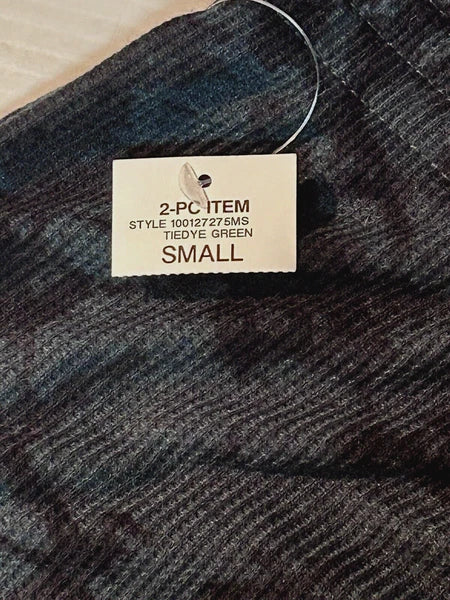 2-PC ITEM
STYLE 100127275MS
TIEDYE GREEN
SMALL